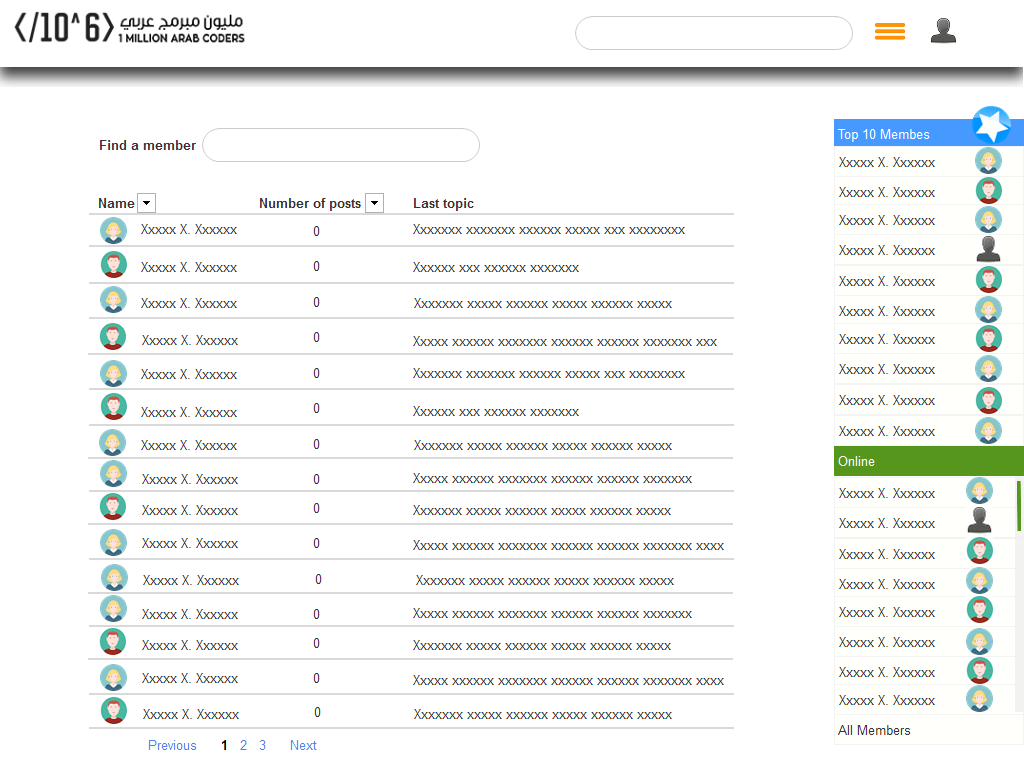 </10^6> مليون مبرمج عربي
1 MILLION ARAB CODERS
Find a member
Name Number of posts Last topic
Xxxxx X. Xxxxxx 0 Xxxxxxx xxxxxxx xxxxxx xxxxx xxx xxxxxxxx
Xxxxx X. Xxxxxx 0 Xxxxxx xxx xxxxxx xxxxxxx
Xxxxx X. Xxxxxx 0 Xxxxxxx xxxxx xxxxxx xxxxx xxxxxx xxxxx
Xxxxx X. Xxxxxx 0 Xxxxx xxxxxx xxxxxxx xxxxxx xxxxxx xxxxxxx xxx
Xxxxx X. Xxxxxx 0 Xxxxxxx xxxxxxx xxxxxx xxxxx xxx xxxxxxxx
Xxxxx X. Xxxxxx 0 Xxxxxx xxx xxxxxx xxxxxxx
Xxxxx X. Xxxxxx 0 Xxxxxxx xxxxx xxxxxx xxxxx xxxxxx xxxxx
Xxxxx X. Xxxxxx 0 Xxxxx xxxxxx xxxxxxx xxxxxx xxxxxx xxxxxxx
Xxxxx X. Xxxxxx 0 Xxxxxxx xxxxx xxxxxx xxxxx xxxxxx xxxxx
Xxxxx X. Xxxxxx 0 Xxxxx xxxxxx xxxxxxx xxxxxx xxxxxx xxxxxxx xxxx
Xxxxx X. Xxxxxx 0 Xxxxxxx xxxxx xxxxxx xxxxx xxxxxx xxxxx
Xxxxx X. Xxxxxx 0 Xxxxx xxxxxx xxxxxxx xxxxxx xxxxxx xxxxxxx
Xxxxx X. Xxxxxx 0 Xxxxxxx xxxxx xxxxxx xxxxx xxxxxx xxxxx
Xxxxx X. Xxxxxx 0 Xxxxx xxxxxx xxxxxxx xxxxxx xxxxxx xxxxxxx xxxx
Xxxxx X. Xxxxxx 0 Xxxxxxx xxxxx xxxxxx xxxxx xxxxxx xxxxx
Previous 1 2 3 Next
Top 10 Membes
Xxxxx X. Xxxxxx
Xxxxx X. Xxxxxx
Xxxxx X. Xxxxxx
Xxxxx X. Xxxxxx
Xxxxx X. Xxxxxx
Xxxxx X. Xxxxxx
Xxxxx X. Xxxxxx
Xxxxx X. Xxxxxx
Xxxxx X. Xxxxxx
Xxxxx X. Xxxxxx
Online
Xxxxx X. Xxxxxx
Xxxxx X. Xxxxxx
Xxxxx X. Xxxxxx
Xxxxx X. Xxxxxx
Xxxxx X. Xxxxxx
Xxxxx X. Xxxxxx
Xxxxx X. Xxxxxx
Xxxxx X. Xxxxxx
All Members